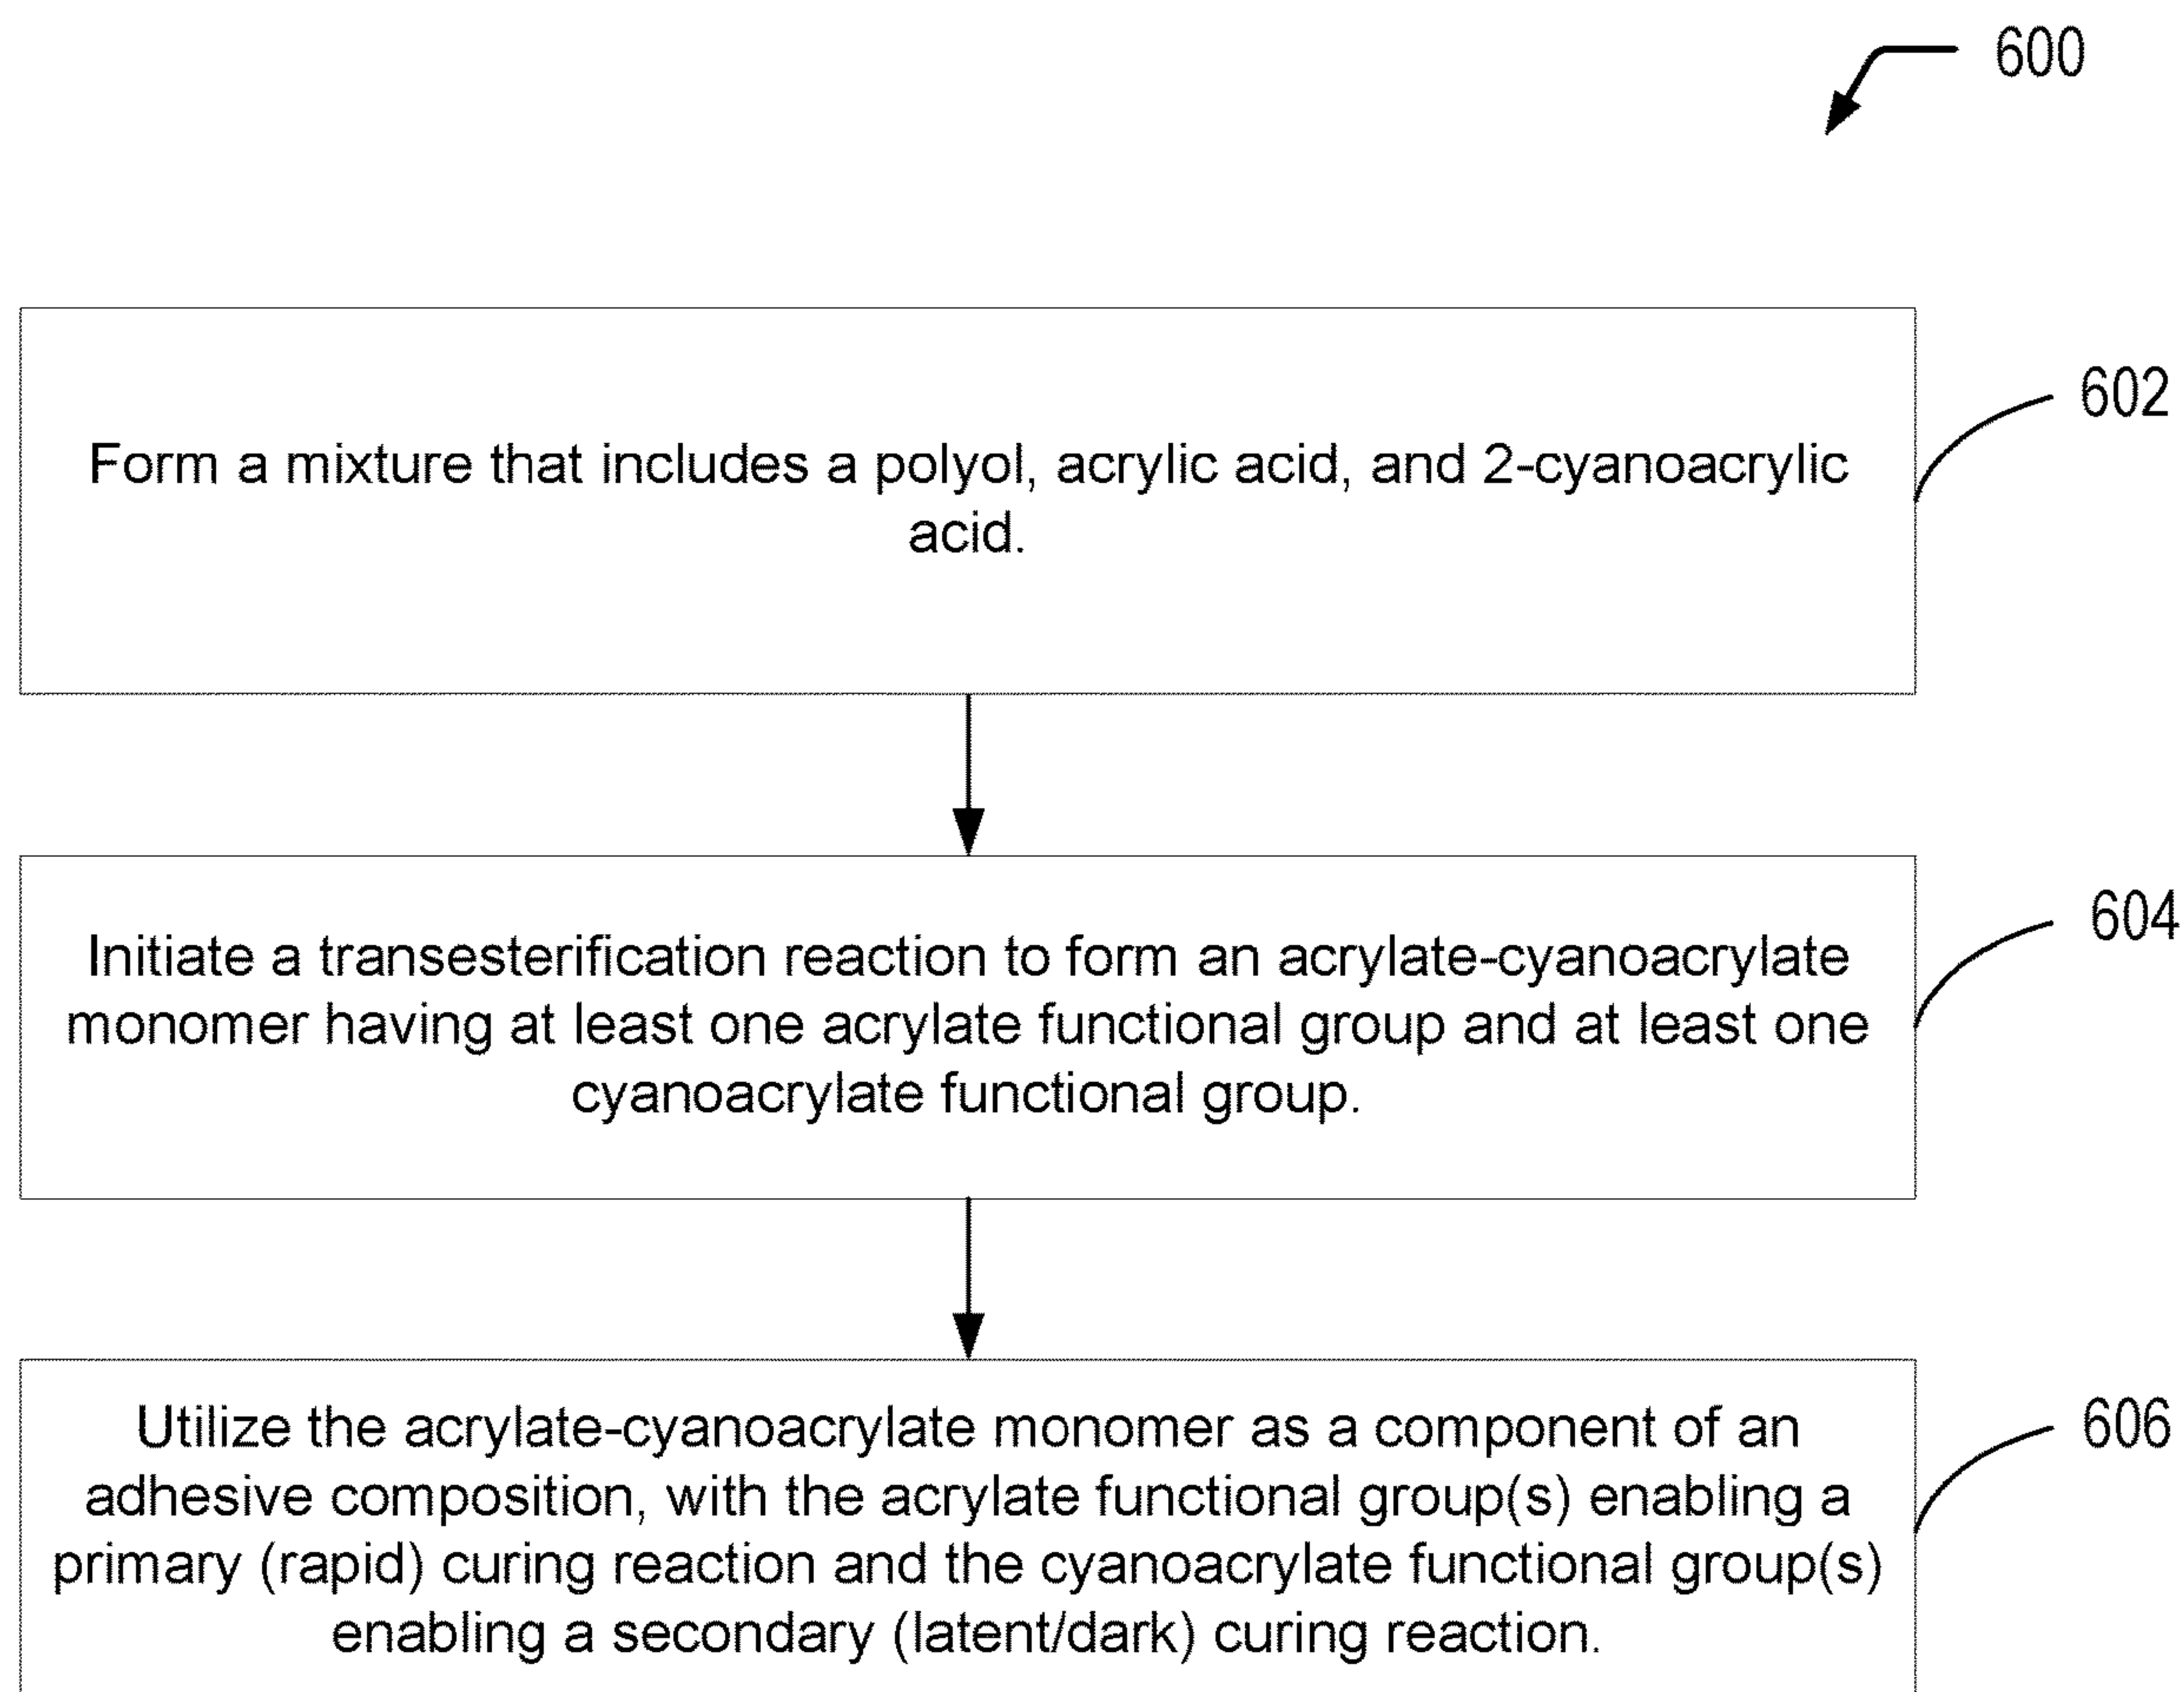 600
Form a mixture that includes a polyol, acrylic acid, and 2-cyanoacrylic
acid.
602
Initiate a transesterification reaction to form an acrylate-cyanoacrylate
monomer having at least one acrylate functional group and at least one
cyanoacrylate functional group.
604
Utilize the acrylate-cyanoacrylate monomer as a component of an
adhesive composition, with the acrylate functional group(s) enabling a
primary (rapid) curing reaction and the cyanoacrylate functional group(s)
enabling a secondary (latent/dark) curing reaction.
606